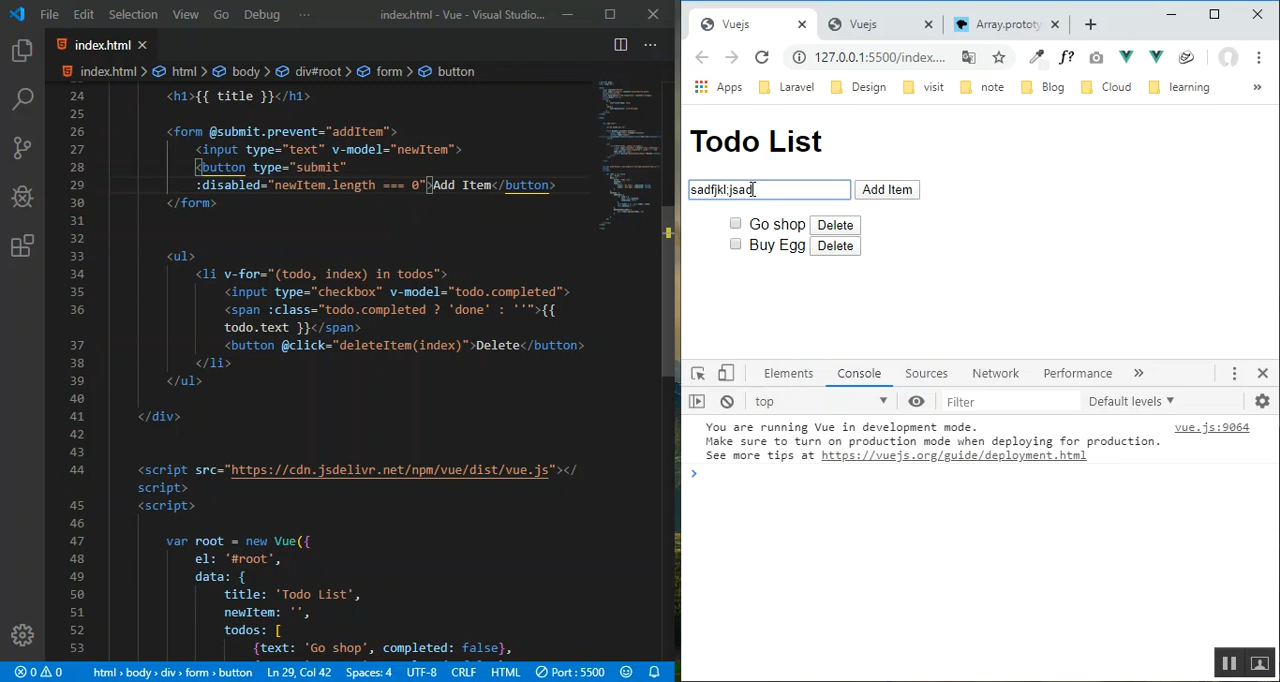 File Edit Selection View Go Debug ··· index.html - Vue - Visual Studio...
index.html
index.html › html › body › div#root › form › button
24 <h1>{{ title }}</h1>
25
26 <form @submit.prevent="addItem">
27 <input type="text" v-model="newItem">
28 <button type="submit"
29 :disabled="newItem.length === 0">Add Item</button>
30 </form>
31
32
33 <ul>
34 <li v-for="(todo, index) in todos">
35 <input type="checkbox" v-model="todo.completed">
36 <span :class="todo.completed ? 'done' : ''">{{
todo.text }}</span>
37 <button @click="deleteItem(index)">Delete</button>
38 </li>
39 </ul>
40
41 </div>
42
43
44 <script src="https://cdn.jsdelivr.net/npm/vue/dist/vue.js"></
script>
45 <script>
46
47 var root = new Vue({
48 el: '#root',
49 data: {
50 title: 'Todo List',
51 newItem: '',
52 todos: [
53 {text: 'Go shop', completed: false},
0 0 html › body › div › form › button Ln 29, Col 42 Spaces: 4 UTF-8 CRLF HTML Port : 5500
Vuejs Vuejs Array.prototy
127.0.0.1:5500/index.... f?
Apps Laravel Design visit note Blog Cloud learning »
Todo List
sadfjkl;jsad Add Item
Go shop Delete
Buy Egg Delete
Elements Console Sources Network Performance »
top Filter Default levels
You are running Vue in development mode. vue.js:9064
Make sure to turn on production mode when deploying for production.
See more tips at https://vuejs.org/guide/deployment.html